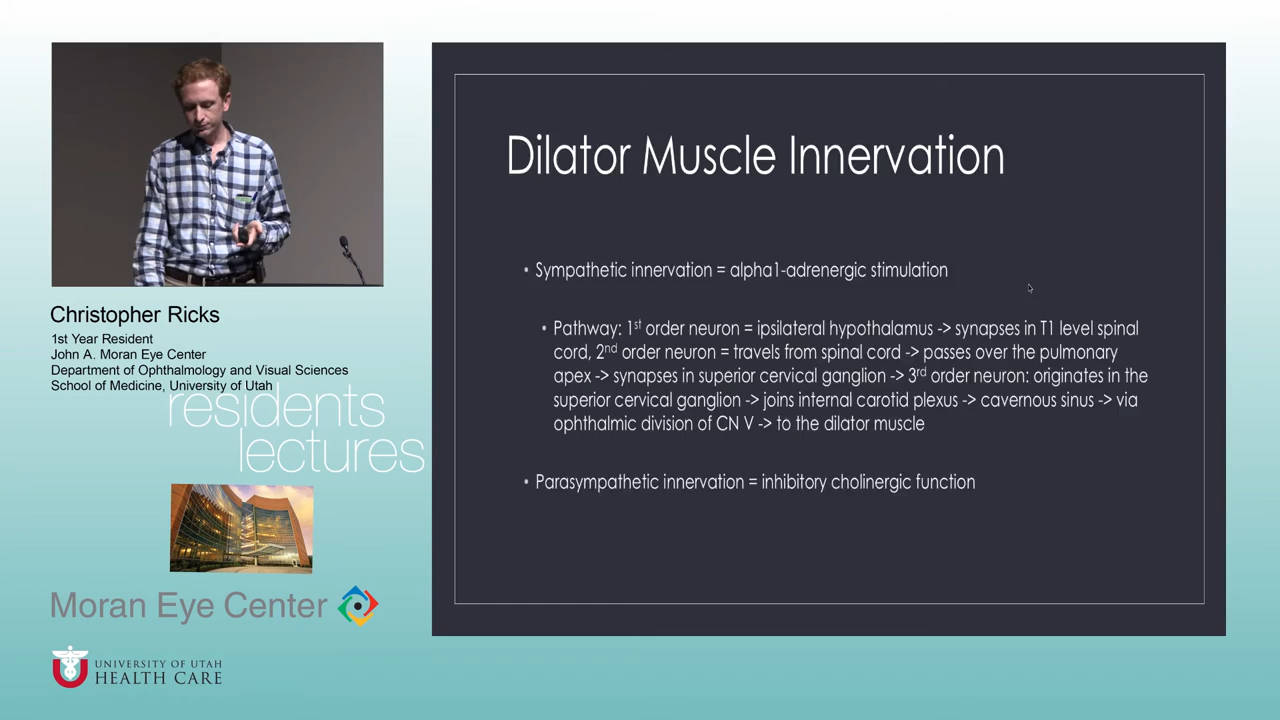 Dilator Muscle Innervation
• Sympathetic innervation = alpha1-adrenergic stimulation
• Pathway: 1st order neuron = ipsilateral hypothalamus -> synapses in T1 level spinal
cord, 2nd order neuron = travels from spinal cord -> passes over the pulmonary
apex -> synapses in superior cervical ganglion -> 3rd order neuron: originates in the
superior cervical ganglion -> joins internal carotid plexus -> cavernous sinus -> via
ophthalmic division of CN V -> to the dilator muscle
• Parasympathetic innervation = inhibitory cholinergic function
Christopher Ricks
1st Year Resident
John A. Moran Eye Center
Department of Ophthalmology and Visual Sciences
School of Medicine, University of Utah
residents
lectures
Moran Eye Center
UNIVERSITY OF UTAH
HEALTH CARE